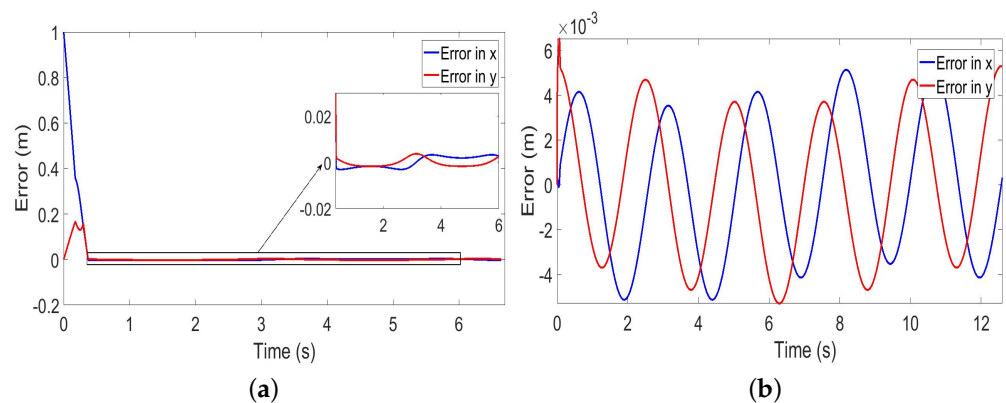 1
0.8
0.6
0.4
0.2
0
-0.2
Error (m)
0 1 2 3 4 5 6
Time (s)
Error in x
Error in y
0.02
0
-0.02
2 4 6
(a)
×10⁻³
6
4
2
0
-2
-4
Error (m)
0 2 4 6 8 10 12
Time (s)
Error in x
Error in y
(b)